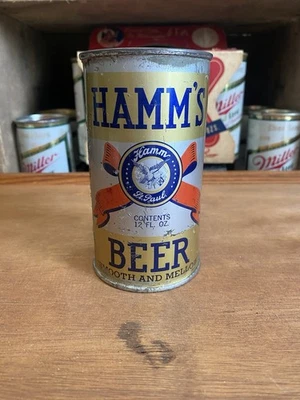 HAMM'S
Hamm
St. Paul
CONTENTS
12 FL. OZ.
BEER
SMOOTH AND MELLOW
Miller
Miller
Miller